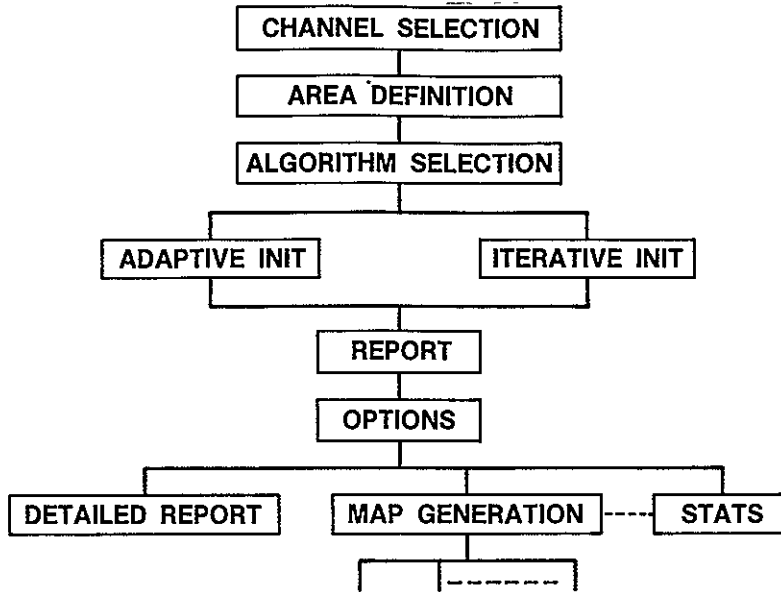 CHANNEL SELECTION
AREA DEFINITION
ALGORITHM SELECTION
ADAPTIVE INIT
ITERATIVE INIT
REPORT
OPTIONS
DETAILED REPORT
MAP GENERATION
STATS